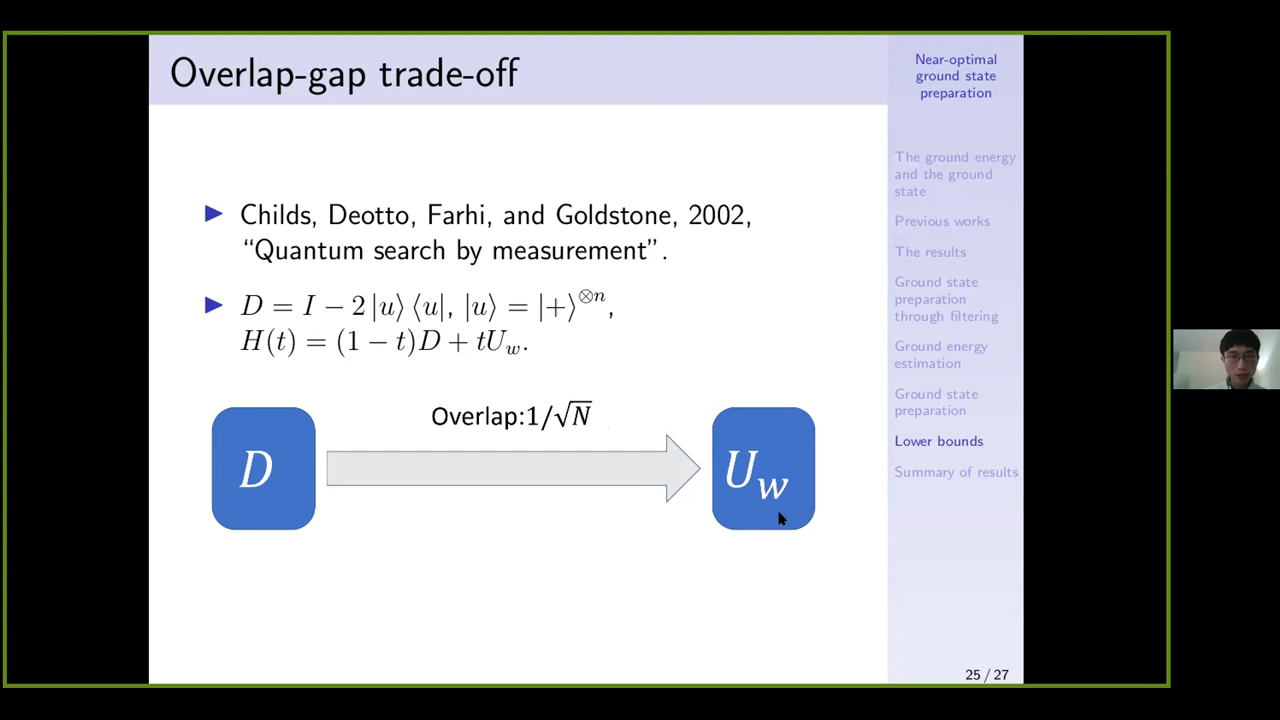 Overlap-gap trade-off
▶ Childs, Deotto, Farhi, and Goldstone, 2002,
“Quantum search by measurement”.
▶ D = I − 2 |u⟩ ⟨u|, |u⟩ = |+⟩^{⊗n},
H(t) = (1 − t)D + tU_w.
Overlap:1/√N
D
U_w
Near-optimal
ground state
preparation
The ground energy
and the ground
state
Previous works
The results
Ground state
preparation
through filtering
Ground energy
estimation
Ground state
preparation
Lower bounds
Summary of results
25 / 27